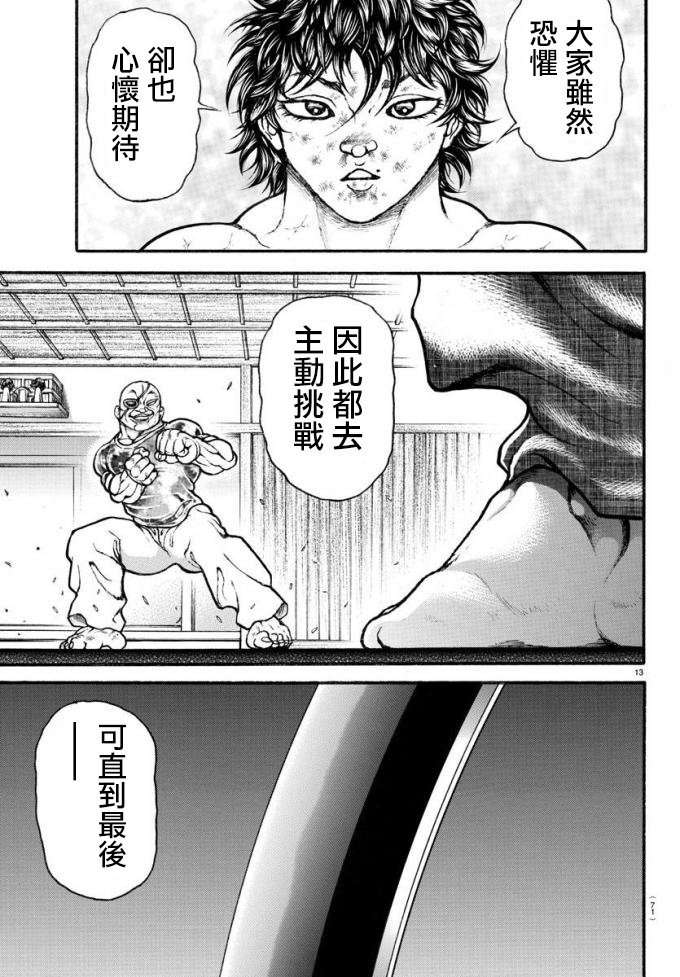 大家雖然
恐懼
卻也
心懷期待
因此都去
主動挑戰
13
可直到最後
——
(71)